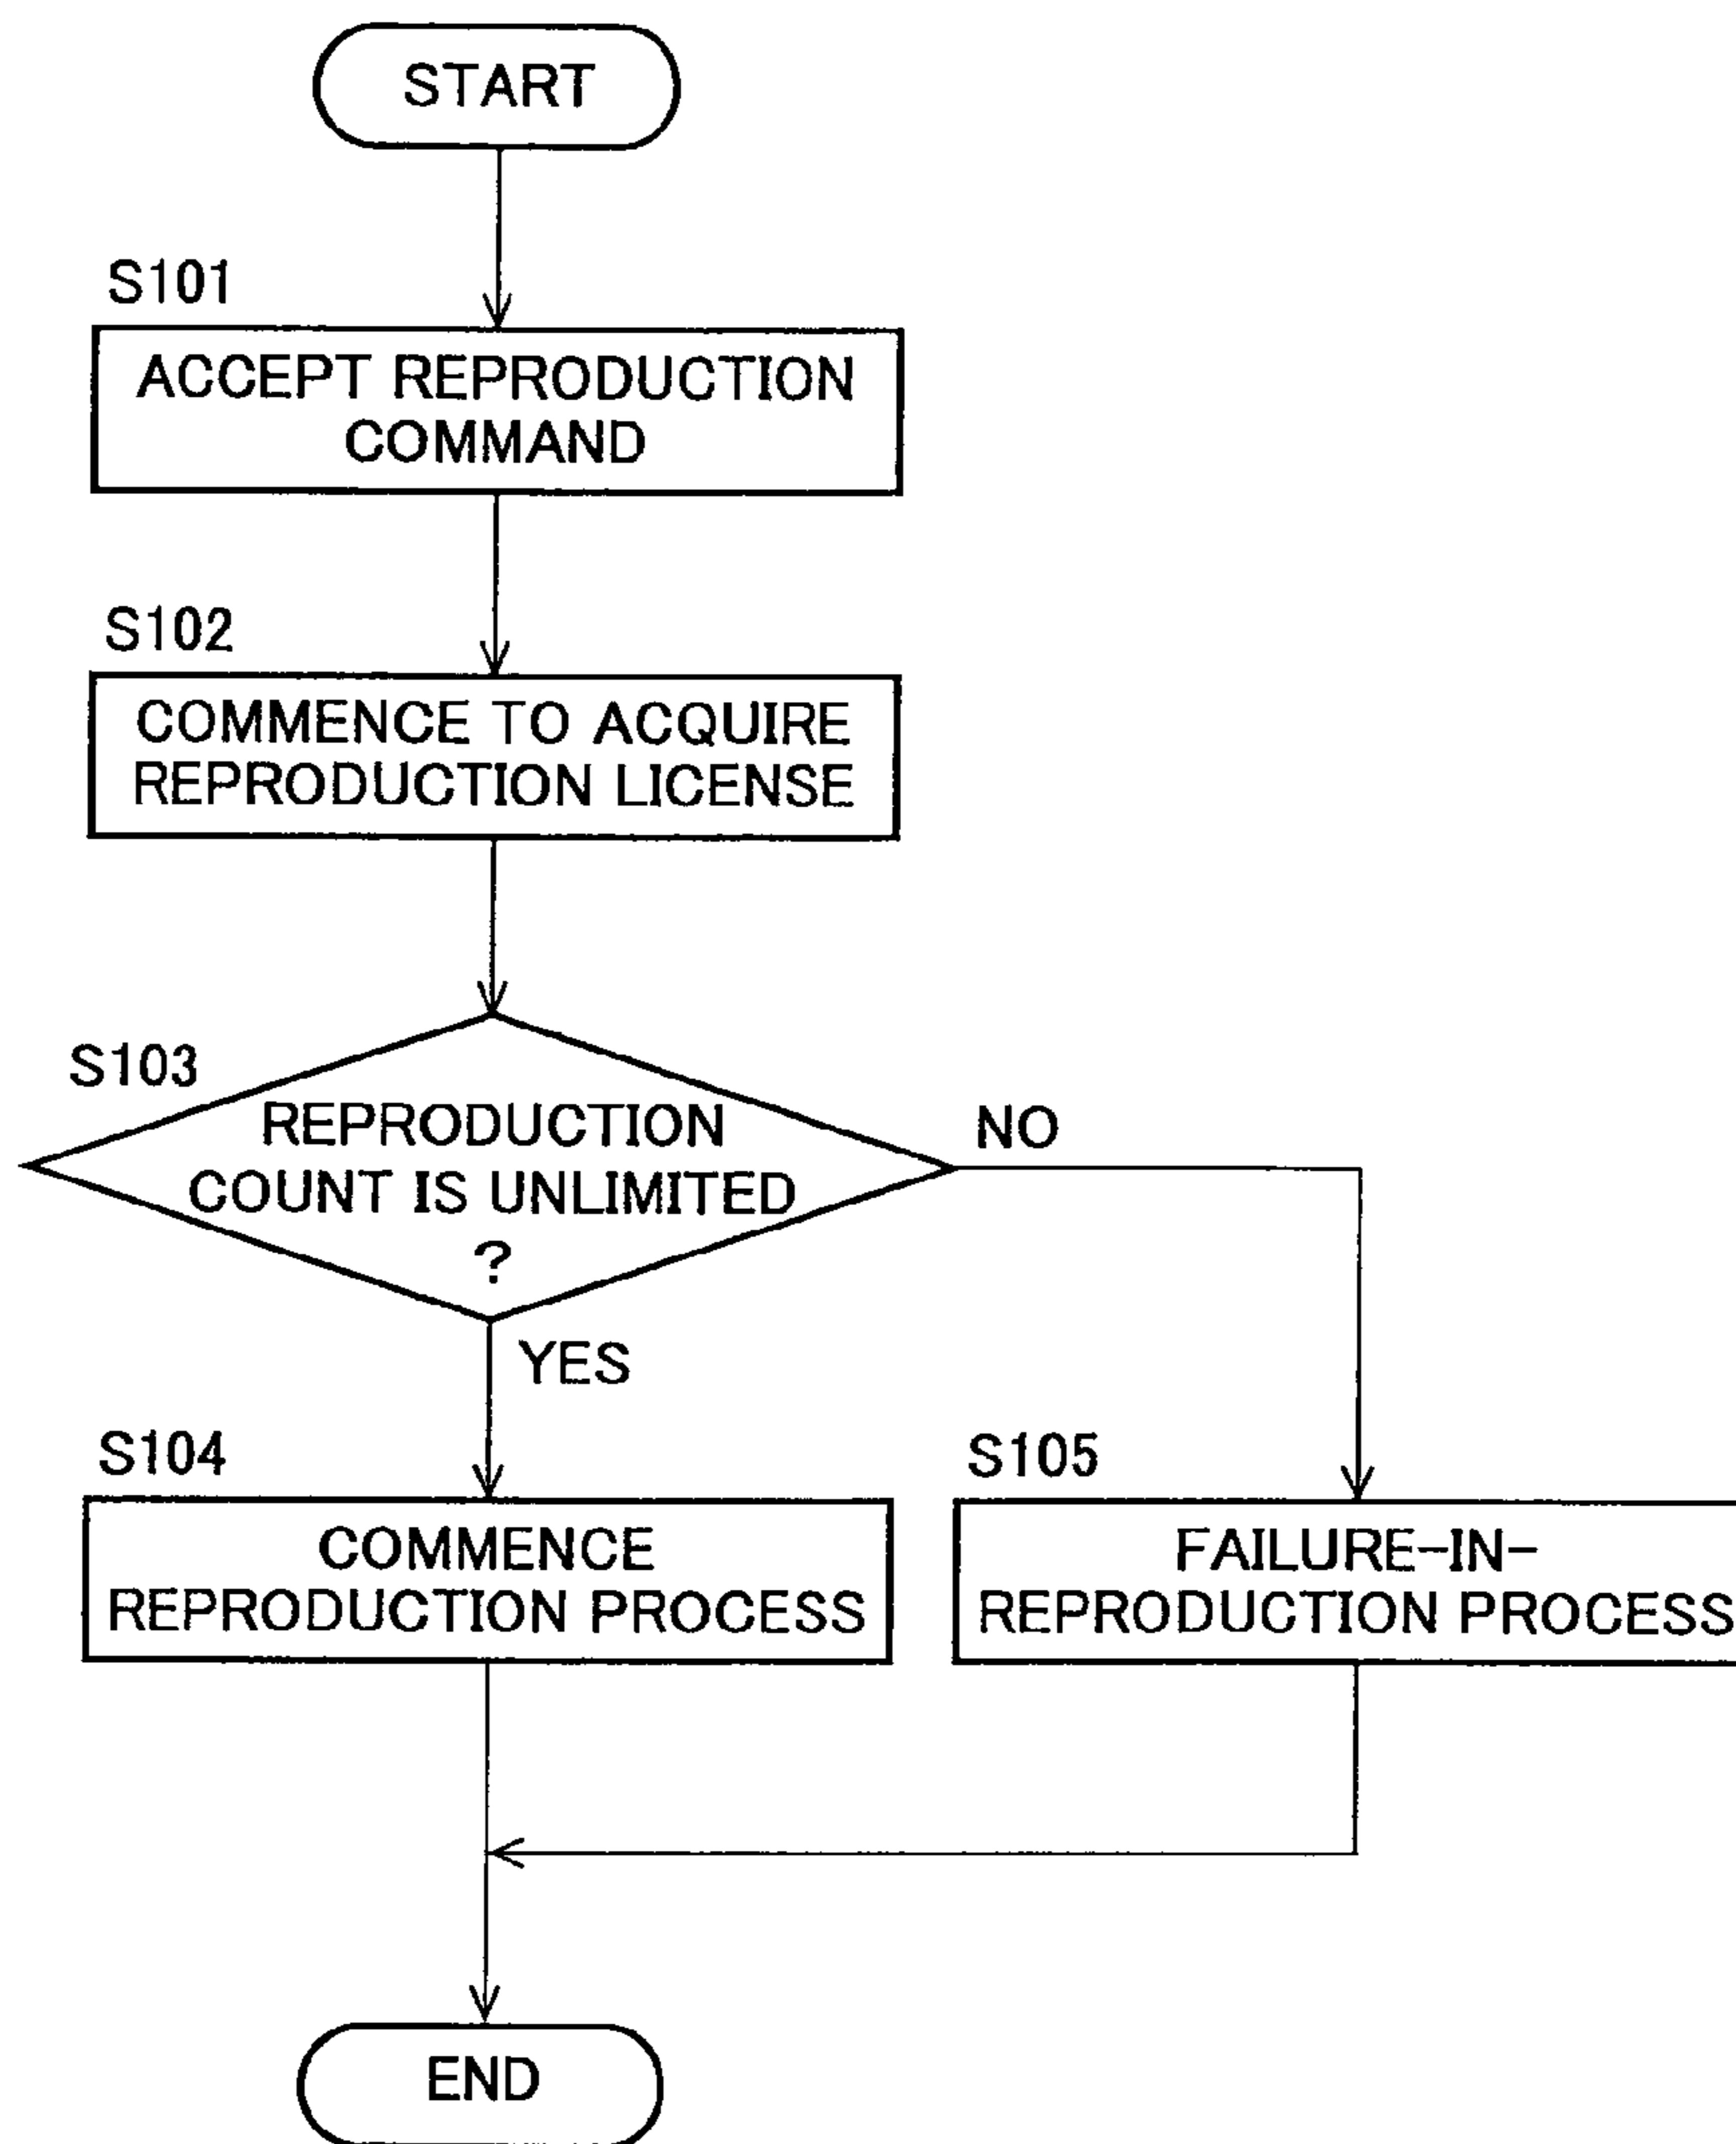 START
S101
ACCEPT REPRODUCTION
COMMAND
S102
COMMENCE TO ACQUIRE
REPRODUCTION LICENSE
S103
REPRODUCTION
COUNT IS UNLIMITED
?
NO
YES
S104
COMMENCE
REPRODUCTION PROCESS
S105
FAILURE-IN-
REPRODUCTION PROCESS
END